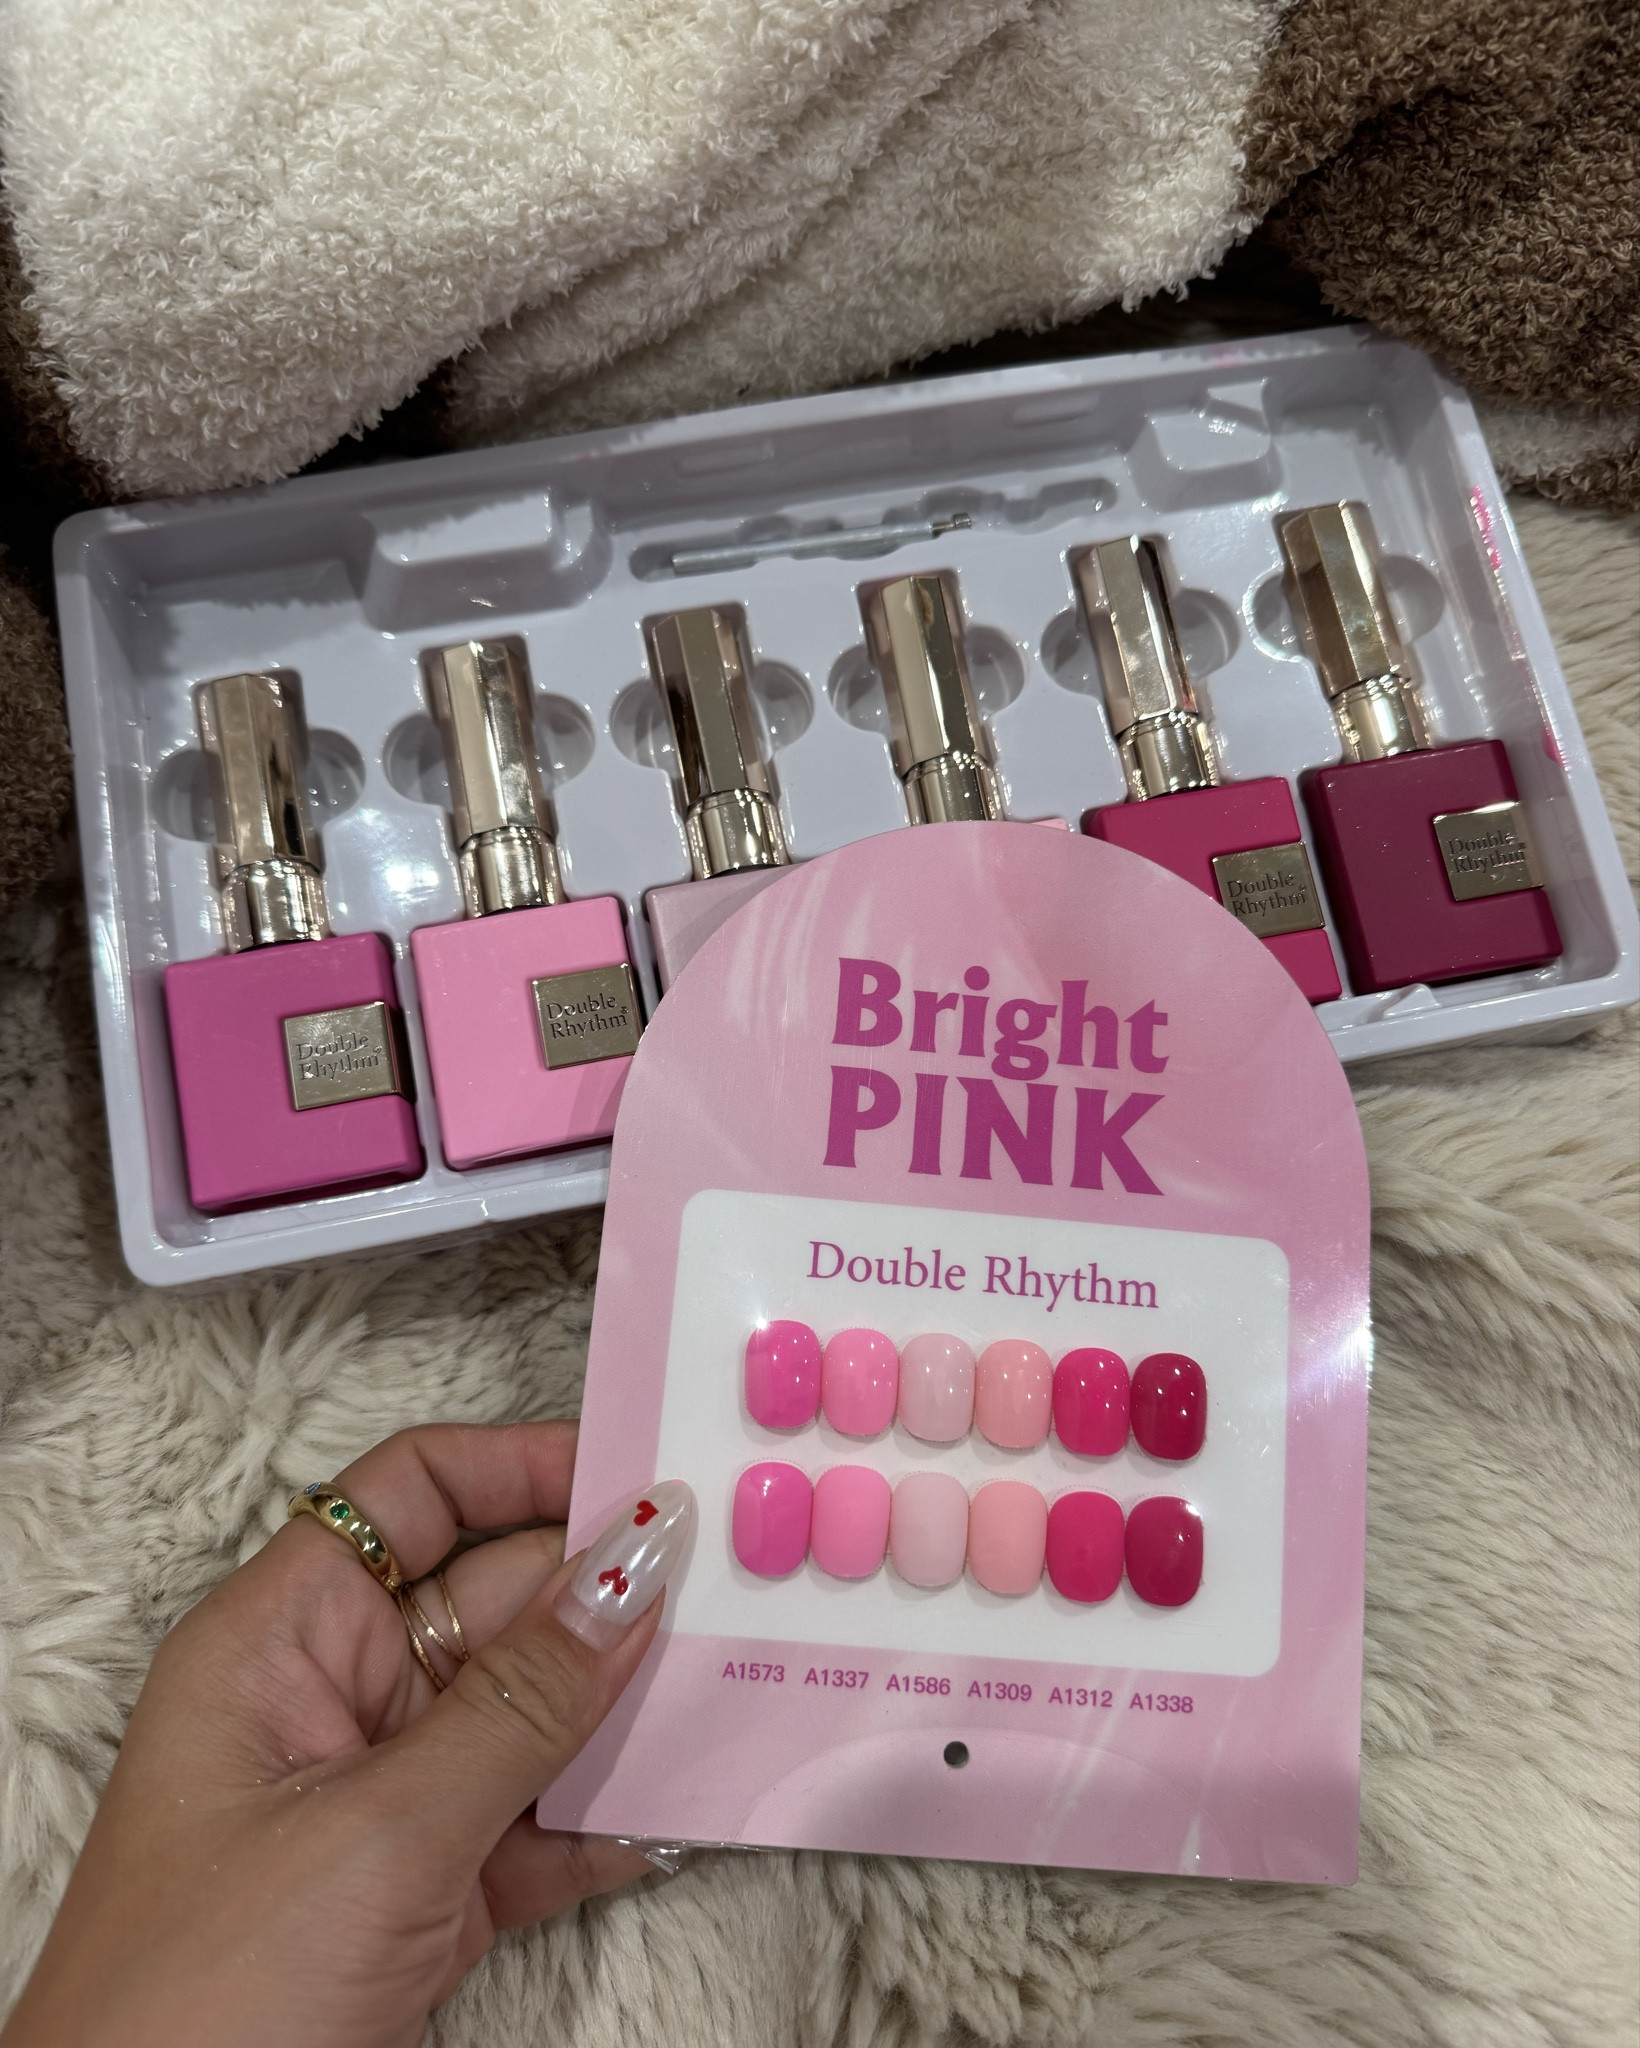 Double
Rhythm®
Double
Rhythm®
Double
Rhythm®
Double
Rhythm®
Bright
PINK
Double Rhythm
A1573 A1337 A1586 A1309 A1312 A1338